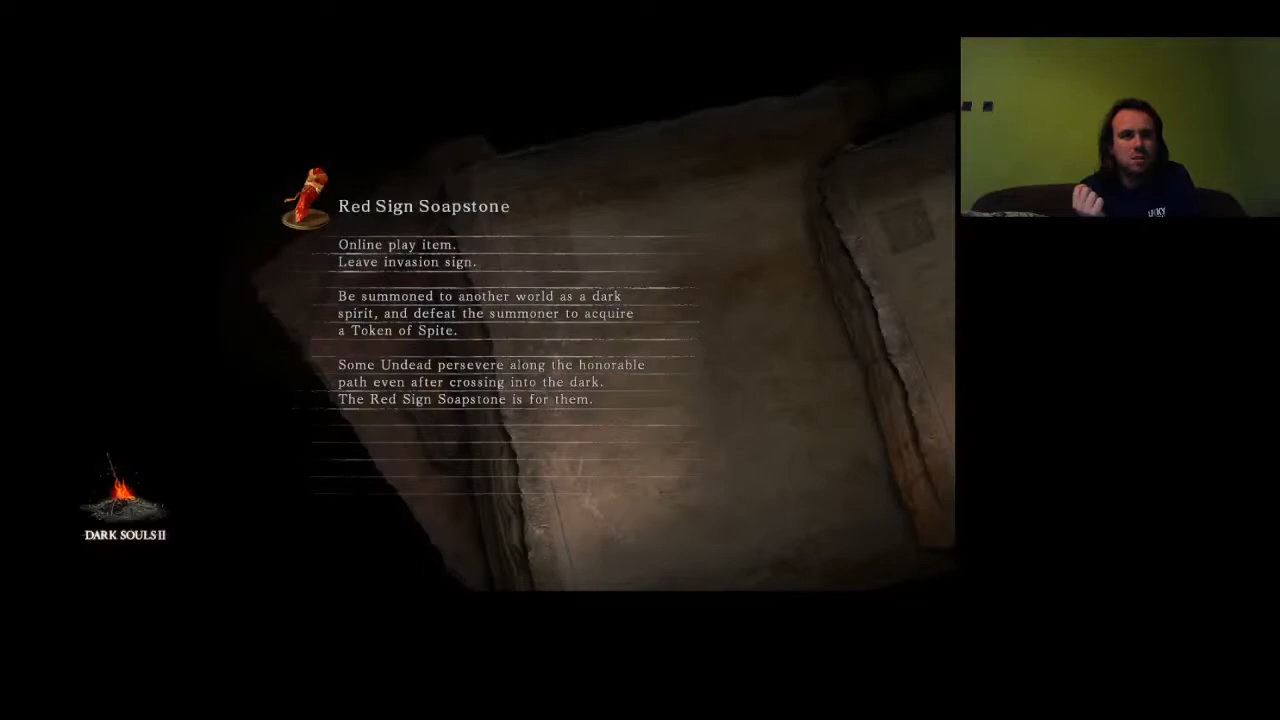 Red Sign Soapstone
Online play item.
Leave invasion sign.
Be summoned to another world as a dark
spirit, and defeat the summoner to acquire
a Token of Spite.
Some Undead persevere along the honorable
path even after crossing into the dark.
The Red Sign Soapstone is for them.
DARK SOULS II